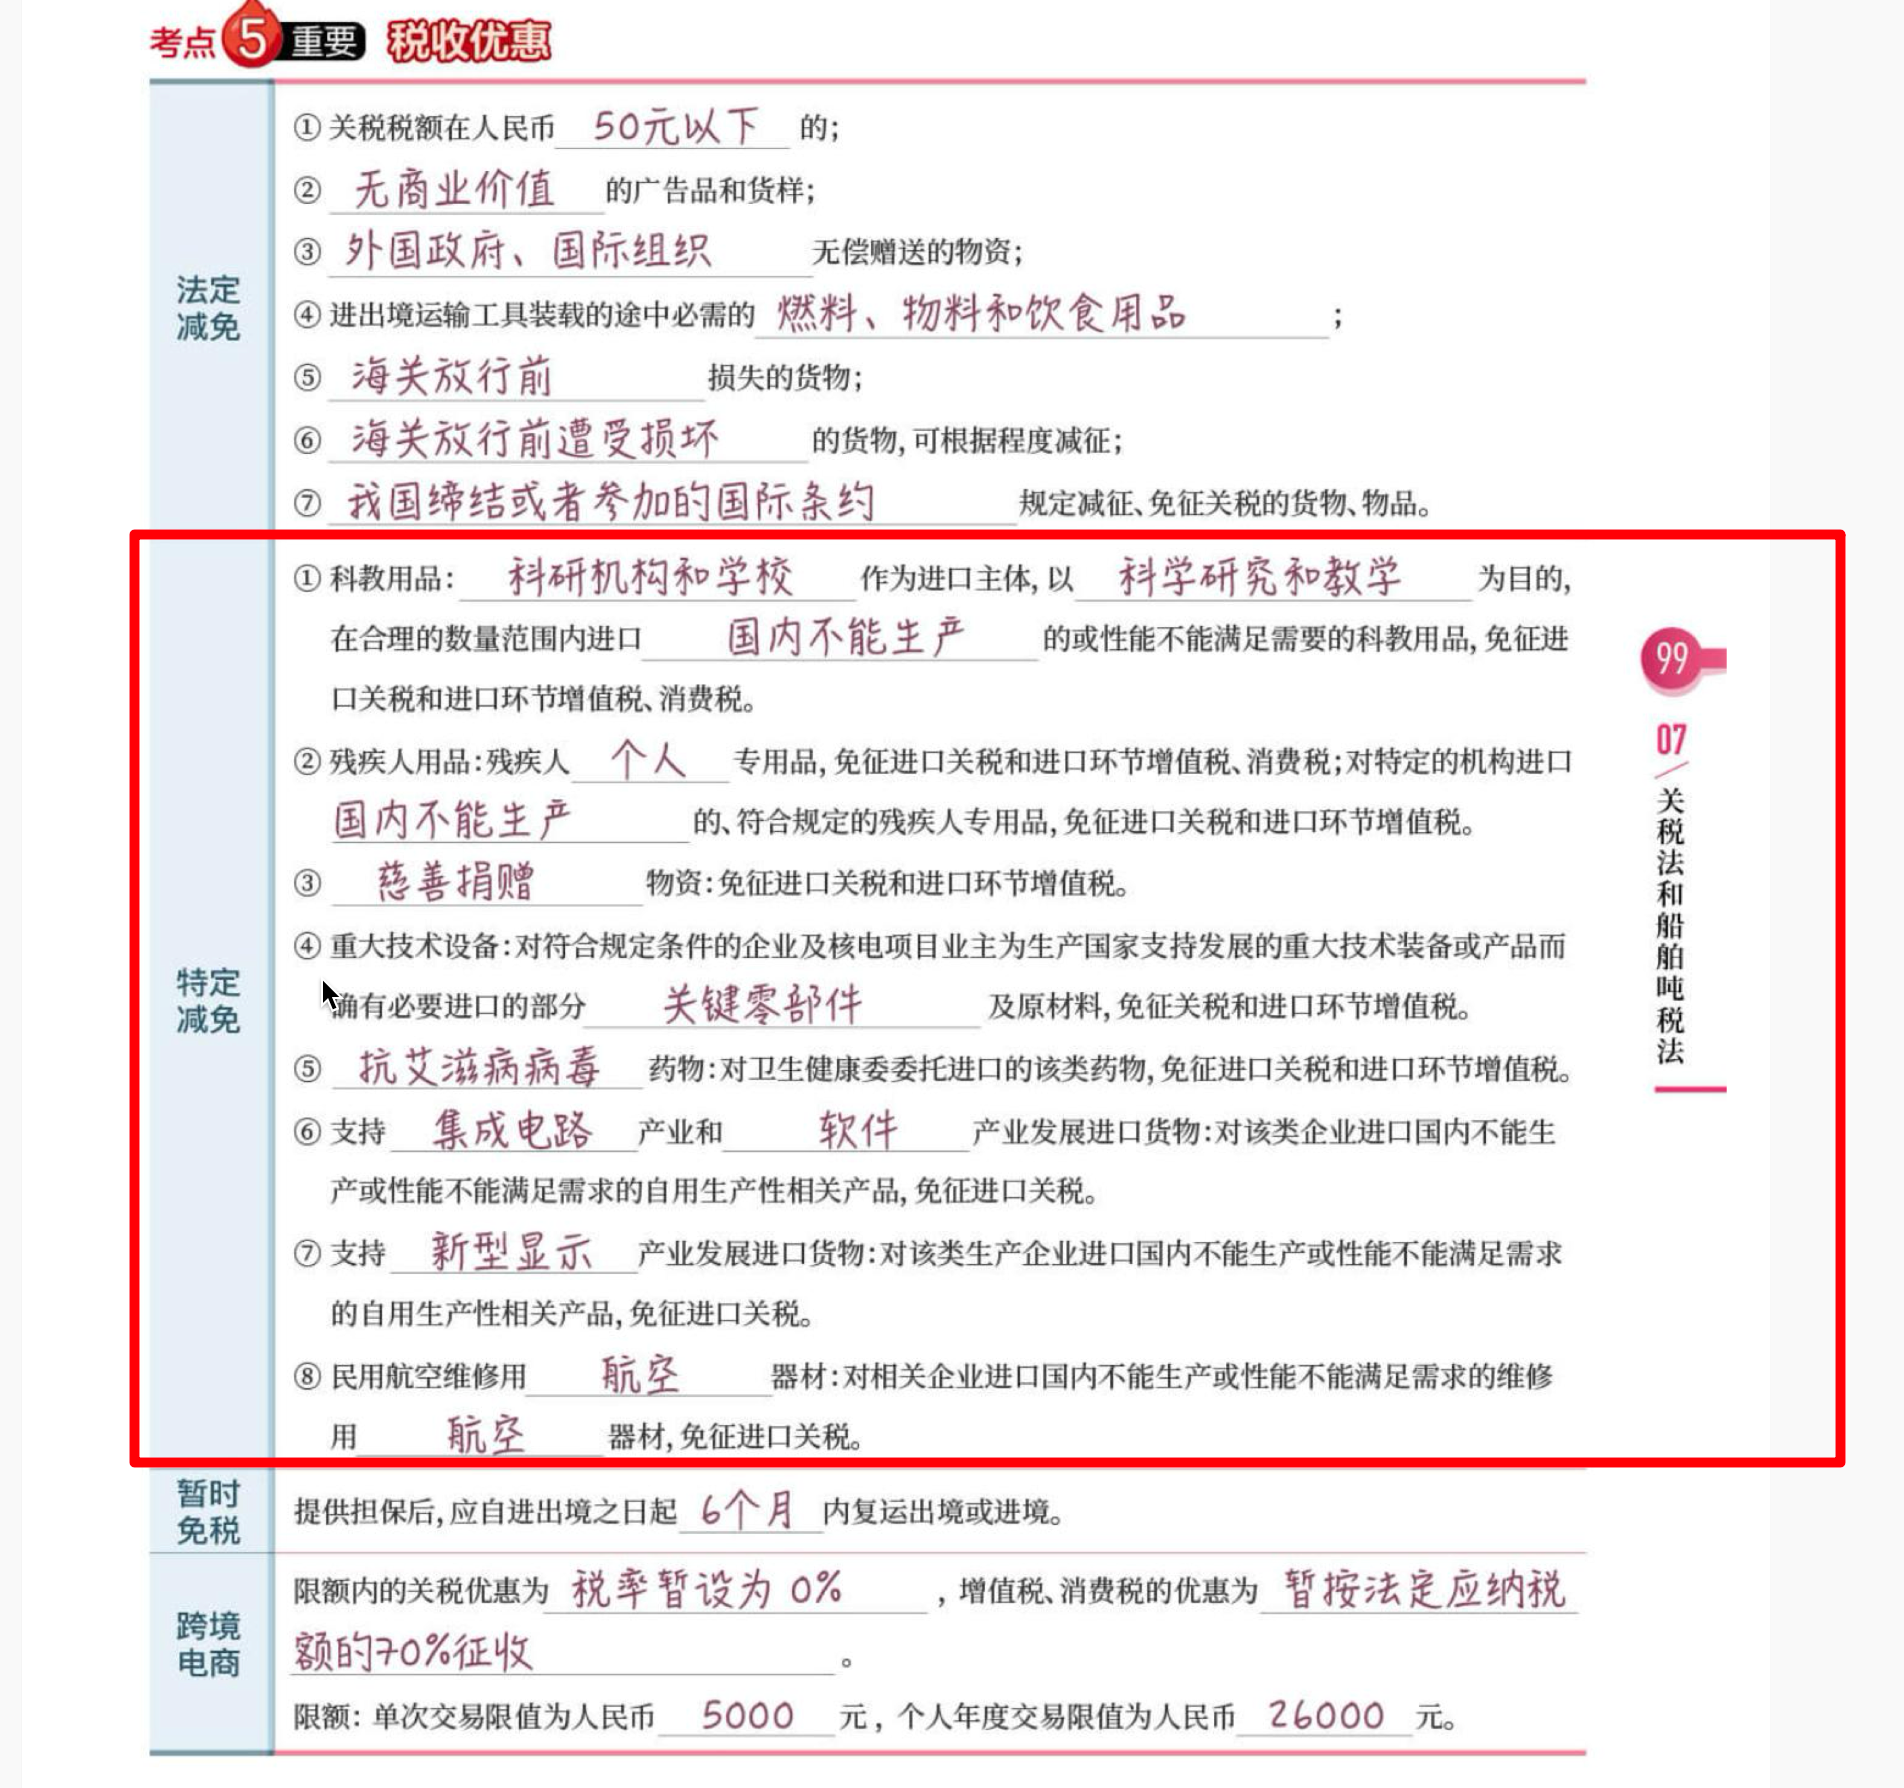 考点5 重要 税收优惠
法定减免
①关税税额在人民币 50元以下 的;
② 无商业价值 的广告品和货样;
③ 外国政府、国际组织 无偿赠送的物资;
④进出境运输工具装载的途中必需的 燃料、物料和饮食用品 ;
⑤ 海关放行前 损失的货物;
⑥ 海关放行前遭受损坏 的货物,可根据程度减征;
⑦ 我国缔结或者参加的国际条约 规定减征、免征关税的货物、物品。
特定减免
①科教用品: 科研机构和学校 作为进口主体,以 科学研究和教学 为目的,
在合理的数量范围内进口 国内不能生产 的或性能不能满足需要的科教用品,免征进
口关税和进口环节增值税、消费税。
②残疾人用品:残疾人 个人 专用品,免征进口关税和进口环节增值税、消费税;对特定的机构进口
国内不能生产 的、符合规定的残疾人专用品,免征进口关税和进口环节增值税。
③ 慈善捐赠 物资:免征进口关税和进口环节增值税。
④重大技术设备:对符合规定条件的企业及核电项目业主为生产国家支持发展的重大技术装备或产品而
确有必要进口的部分 关键零部件 及原材料,免征关税和进口环节增值税。
⑤ 抗艾滋病病毒 药物:对卫生健康委委托进口的该类药物,免征进口关税和进口环节增值税。
⑥支持 集成电路 产业和 软件 产业发展进口货物:对该类企业进口国内不能生
产或性能不能满足需求的自用生产性相关产品,免征进口关税。
⑦支持 新型显示 产业发展进口货物:对该类生产企业进口国内不能生产或性能不能满足需求
的自用生产性相关产品,免征进口关税。
⑧民用航空维修用 航空 器材:对相关企业进口国内不能生产或性能不能满足需求的维修
用 航空 器材,免征进口关税。
暂时免税
提供担保后,应自进出境之日起 6个月 内复运出境或进境。
跨境电商
限额内的关税优惠为 税率暂设为 0% ,增值税、消费税的优惠为 暂按法定应纳税
额的70%征收 。
限额:单次交易限值为人民币 5000 元,个人年度交易限值为人民币 26000 元。
99
07
关税法和船舶吨税法